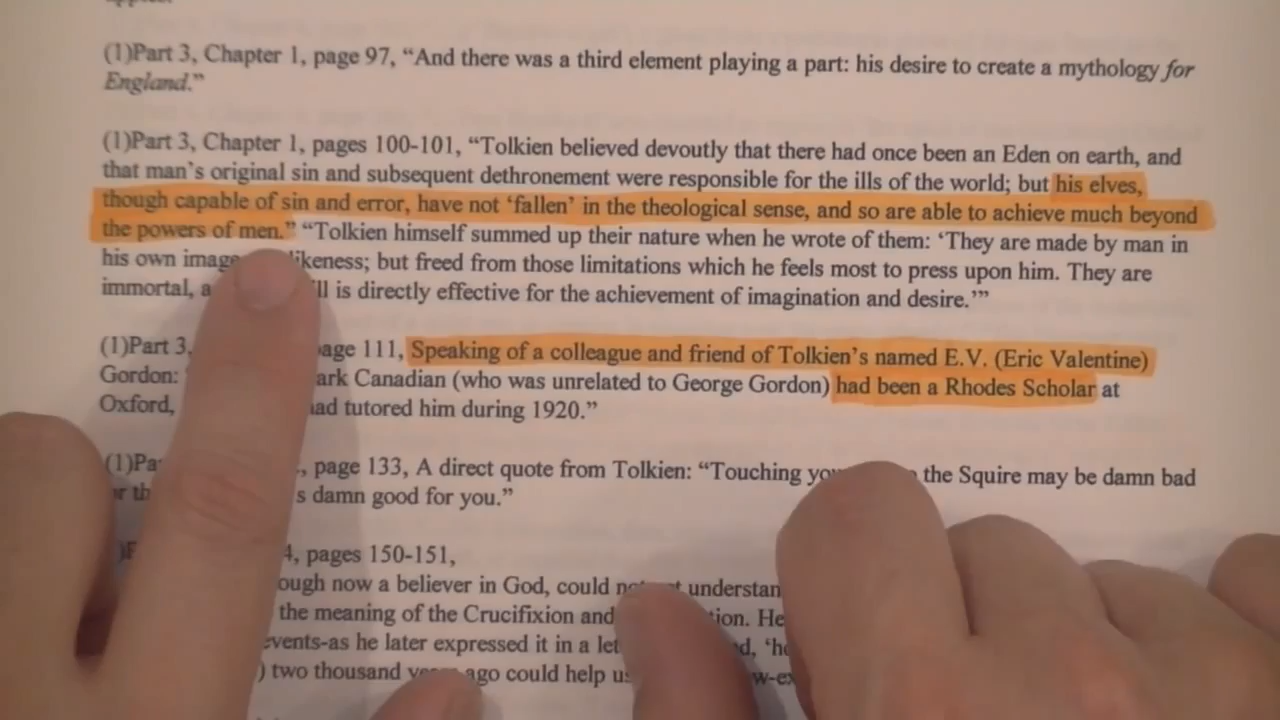 (1)Part 3, Chapter 1, page 97, “And there was a third element playing a part: his desire to create a mythology for
England.”
(1)Part 3, Chapter 1, pages 100-101, “Tolkien believed devoutly that there had once been an Eden on earth, and
that man’s original sin and subsequent dethronement were responsible for the ills of the world; but his elves,
though capable of sin and error, have not ‘fallen’ in the theological sense, and so are able to achieve much beyond
the powers of men.” “Tolkien himself summed up their nature when he wrote of them: ‘They are made by man in
his own image likeness; but freed from those limitations which he feels most to press upon him. They are
immortal, is directly effective for the achievement of imagination and desire.’”
(1)Part 3, page 111, Speaking of a colleague and friend of Tolkien’s named E.V. (Eric Valentine)
Gordon: Canadian (who was unrelated to George Gordon) had been a Rhodes Scholar at
Oxford, had tutored him during 1920.”
page 133, A direct quote from Tolkien: “Touching the Squire may be damn bad
damn good for you.”
pages 150-151,
now a believer in God, could understand
the meaning of the Crucifixion and He
events-as he later expressed it in a
two thousand ago could help